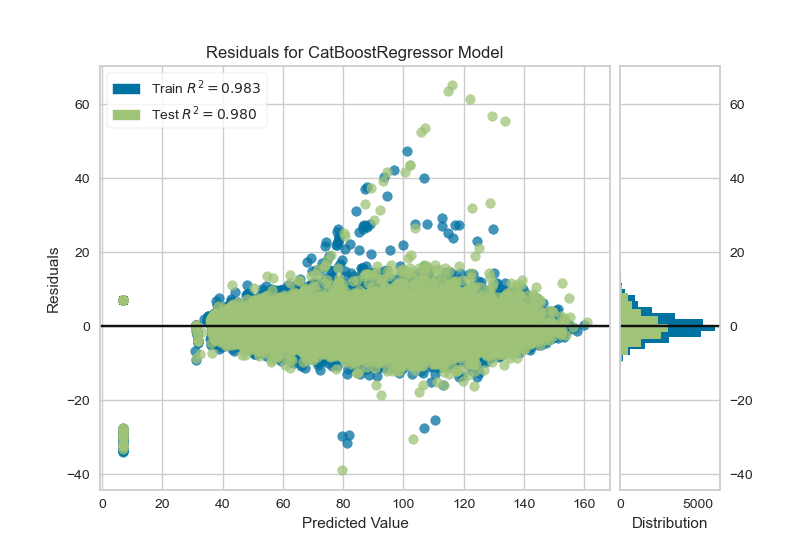 Residuals for CatBoostRegressor Model
Train R² = 0.983
Test R² = 0.980
60
40
20
0
−20
−40
Residuals
0 20 40 60 80 100 120 140 160
Predicted Value
60
40
20
0
−20
−40
0 5000
Distribution